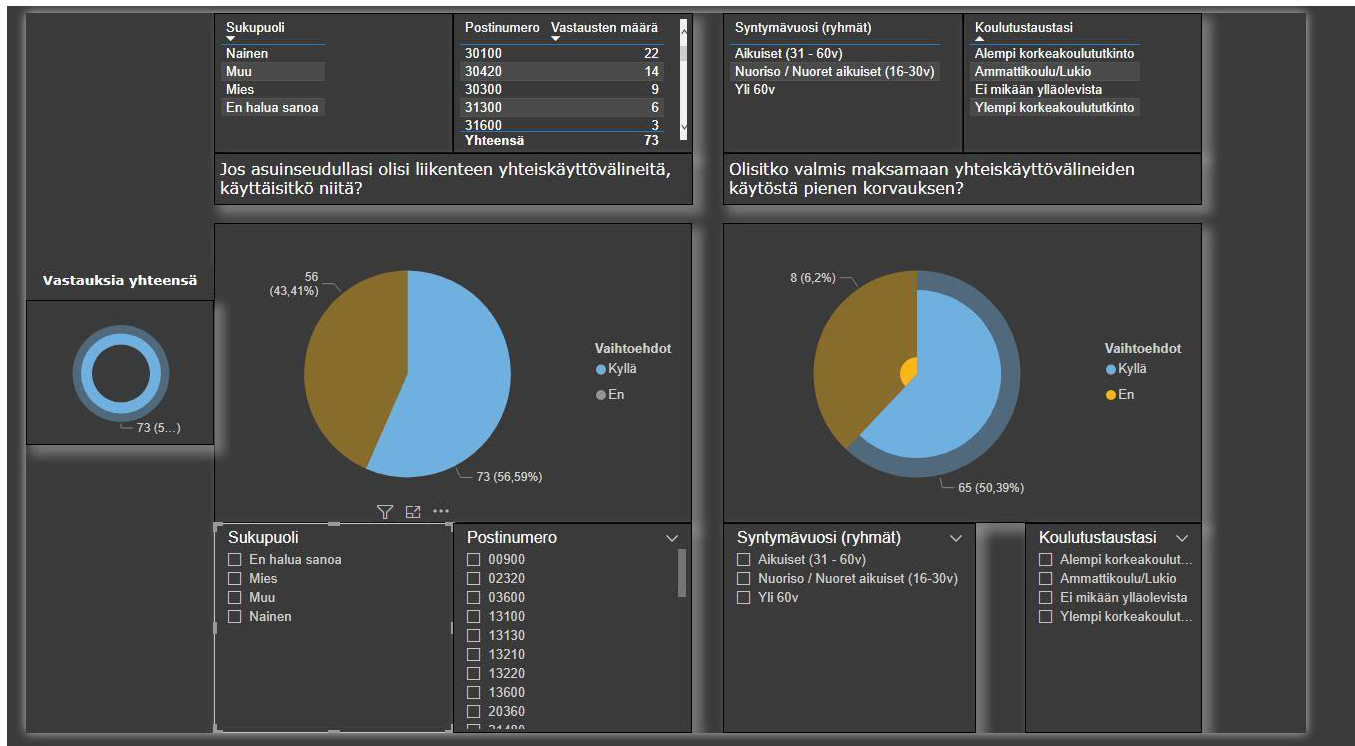 Sukupoli
Nainen
Muu
Mies
En halua sanoa
Postinumero Vastausten määrä
30100 22
30420 14
30300 9
31300 6
31600 3
Yhteensä 73
Syntymävuosi (ryhmät)
Aikuiset (31 - 60v)
Nuoriso / Nuoret aikuiset (16-30v)
Yli 60v
Koulutustaustasi
Alempi korkeakoulututkinto
Ammattikoulu/Lukio
Ei mikään ylläolevista
Ylempi korkeakoulututkinto
Jos asuinseudullasi olisi liikenteen yhteiskäyttövälineitä,
käyttäisitkö niitä?
Olisitko valmis maksamaan yhteiskäyttövälineiden
käytöstä pienen korvauksen?
Vastauksia yhteensä
73 (5...)
56
(43,41%)
73 (56,59%)
Vaihtoehdot
Kyllä
En
8 (6,2%)
65 (50,39%)
Vaihtoehdot
Kyllä
En
Sukupuoli
En halua sanoa
Mies
Muu
Nainen
Postinumero
00900
02320
03600
13100
13130
13210
13220
13600
20360
Syntymävuosi (ryhmät)
Aikuiset (31 - 60v)
Nuoriso / Nuoret aikuiset (16-30v)
Yli 60v
Koulutustaustasi
Alempi korkeakoulut...
Ammattikoulu/Lukio
Ei mikään ylläolevista
Ylempi korkeakoulut...